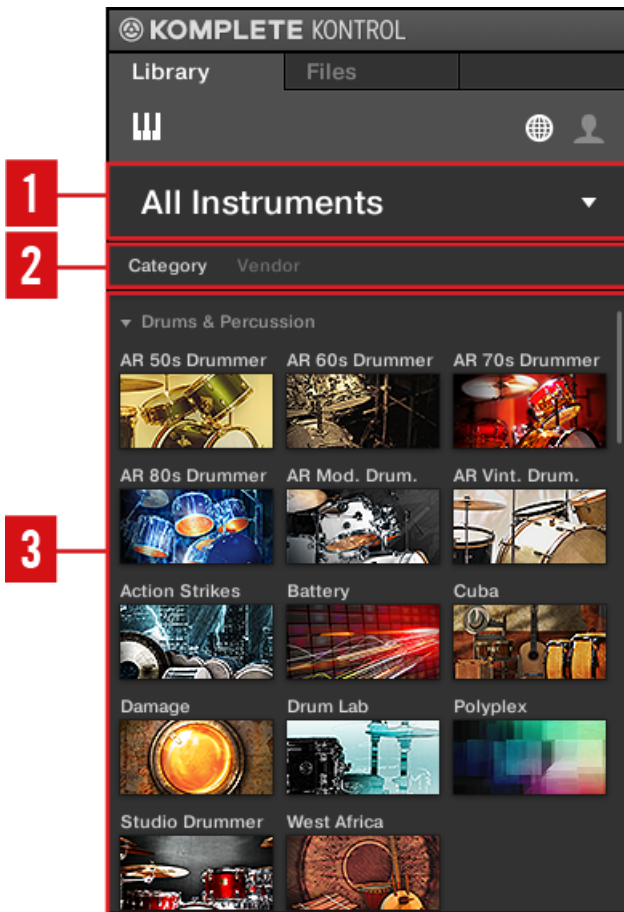 KOMPLETE KONTROL
Library Files
1 All Instruments
2 Category Vendor
Drums & Percussion
AR 50s Drummer AR 60s Drummer AR 70s Drummer
AR 80s Drummer AR Mod. Drum. AR Vint. Drum.
3
Action Strikes Battery Cuba
Damage Drum Lab Polyplex
Studio Drummer West Africa